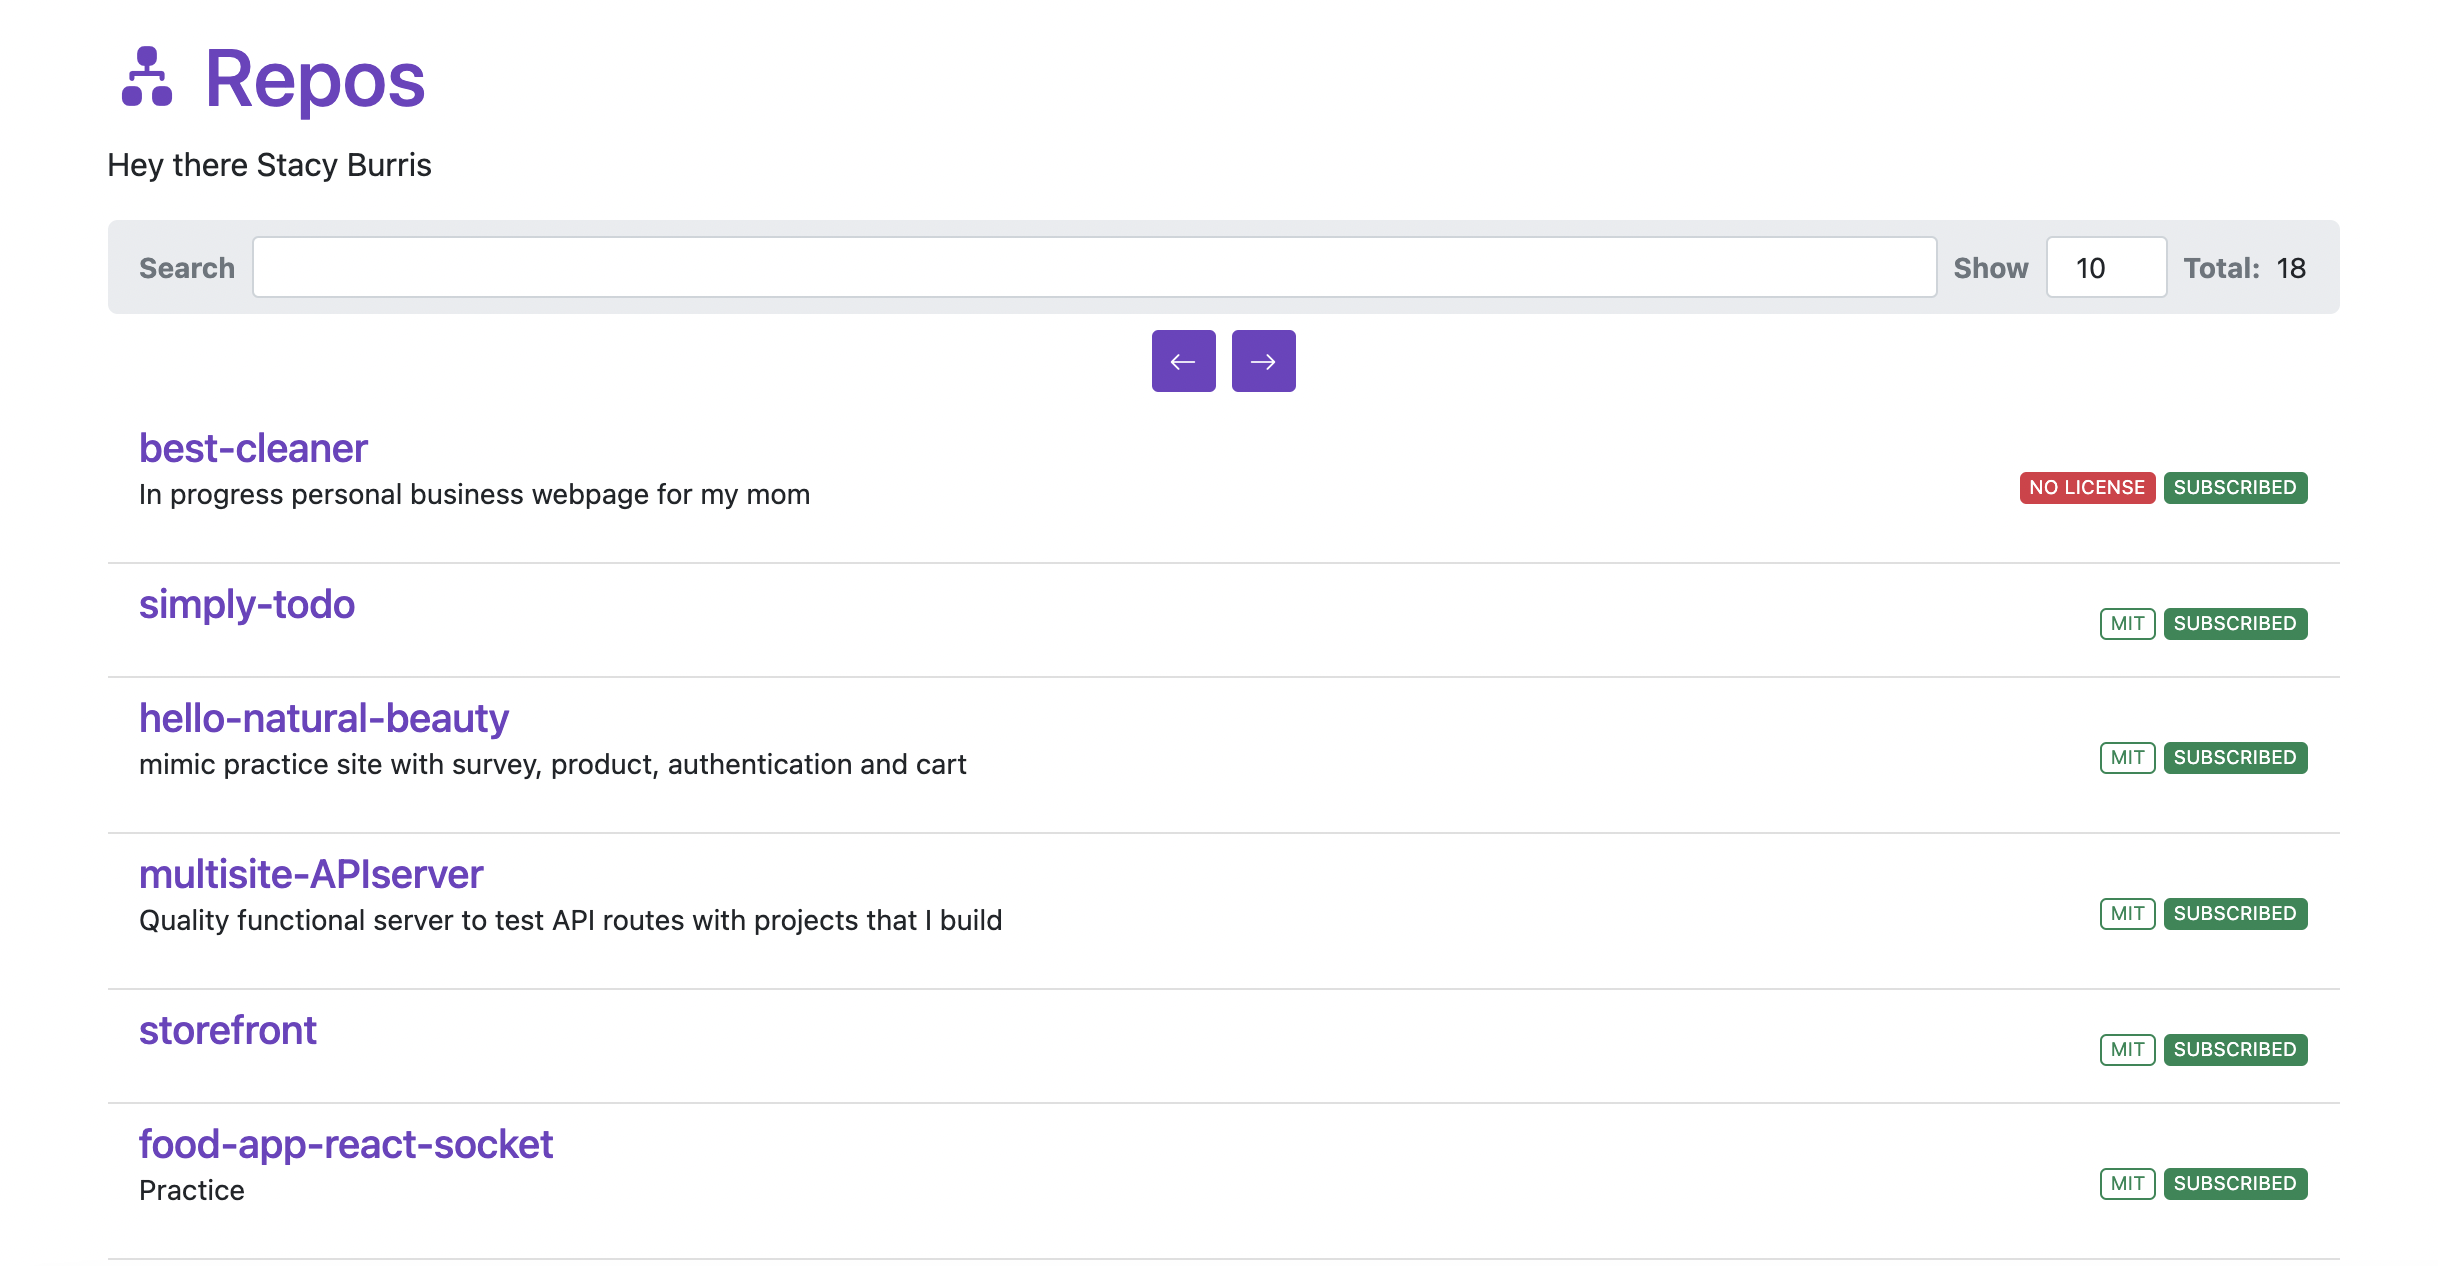 Repos
Hey there Stacy Burris
Search Show 10 Total: 18
best-cleaner
In progress personal business webpage for my mom
NO LICENSE SUBSCRIBED
simply-todo
MIT SUBSCRIBED
hello-natural-beauty
mimic practice site with survey, product, authentication and cart
MIT SUBSCRIBED
multisite-APIserver
Quality functional server to test API routes with projects that I build
MIT SUBSCRIBED
storefront
MIT SUBSCRIBED
food-app-react-socket
Practice
MIT SUBSCRIBED